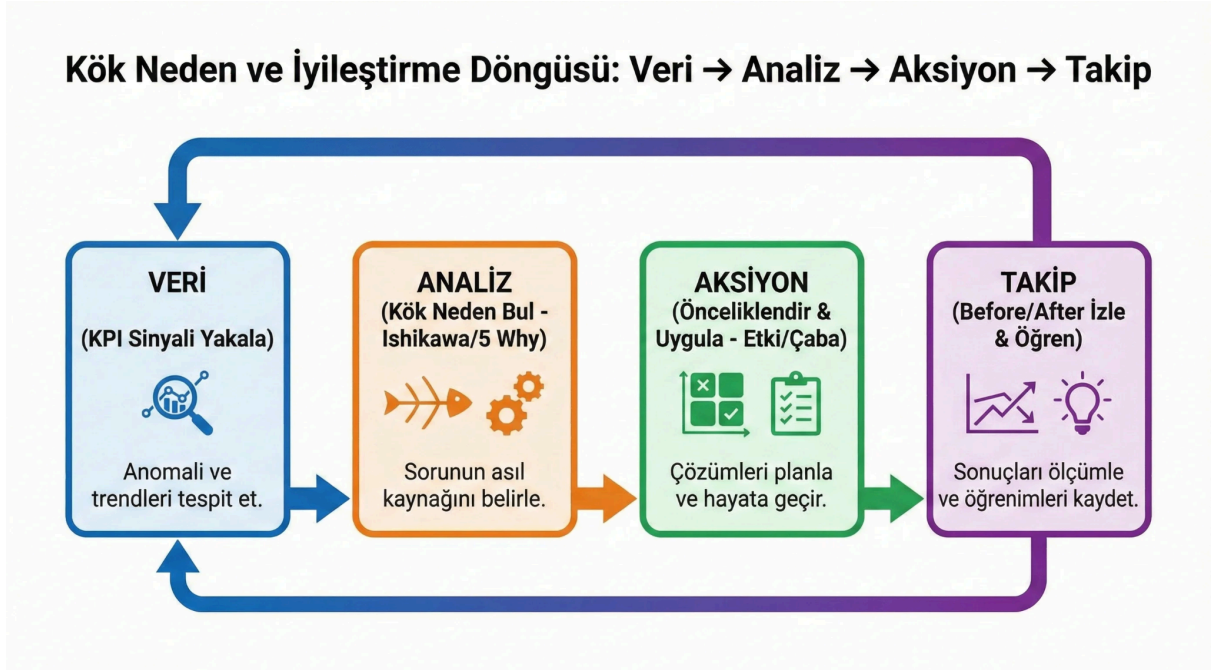 Kök Neden ve İyileştirme Döngüsü: Veri → Analiz → Aksiyon → Takip
VERİ
(KPI Sinyali Yakala)
Anomali ve
trendleri tespit et.
ANALİZ
(Kök Neden Bul -
Ishikawa/5 Why)
Sorunun asıl
kaynağını belirle.
AKSİYON
(Önceliklendir &
Uygula - Etki/Çaba)
Çözümleri planla
ve hayata geçir.
TAKİP
(Before/After İzle
& Öğren)
Sonuçları ölçümle
ve öğrenimleri kaydet.